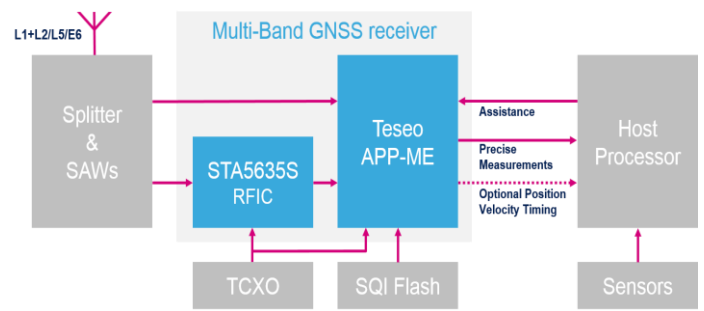 L1+L2/L5/E6
Multi-Band GNSS receiver
Splitter
&
SAWs
STA5635S
RFIC
Teseo
APP-ME
Assistance
Precise
Measurements
Optional Position
Velocity Timing
Host
Processor
TCXO
SQI Flash
Sensors